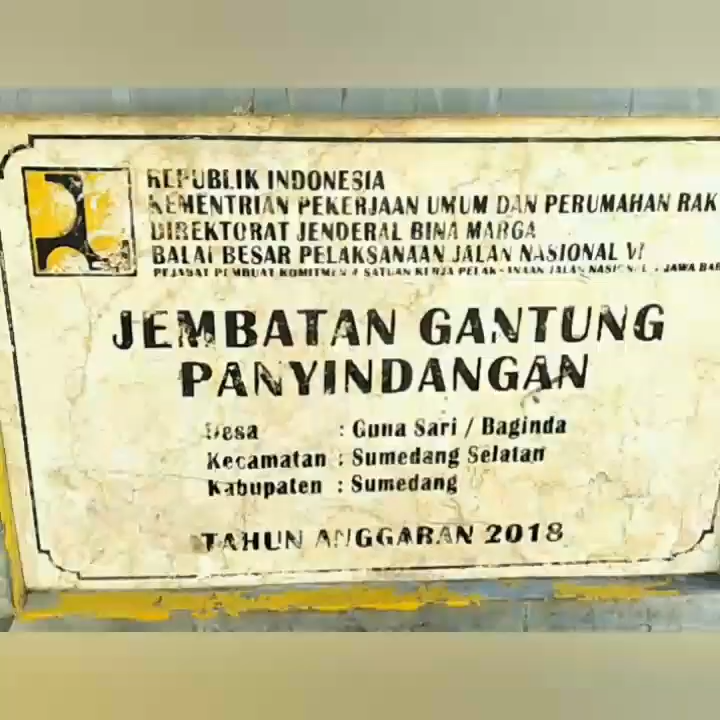 REPUBLIK INDONESIA
KEMENTRIAN PEKERJAAN UMUM DAN PERUMAHAN RAK
DIREKTORAT JENDERAL BINA MARGA
BALAI BESAR PELAKSANAAN JALAN NASIONAL VI
PEJABAT PEMBUAT KOMITMEN SATUAN KERJA JALAN JAWA BAR
JEMBATAN GANTUNG
PANYINDANGAN
Desa : Guna Sari / Baginda
Kecamatan : Sumedang Selatan
Kabupaten : Sumedang
TAHUN ANGGARAN 2018